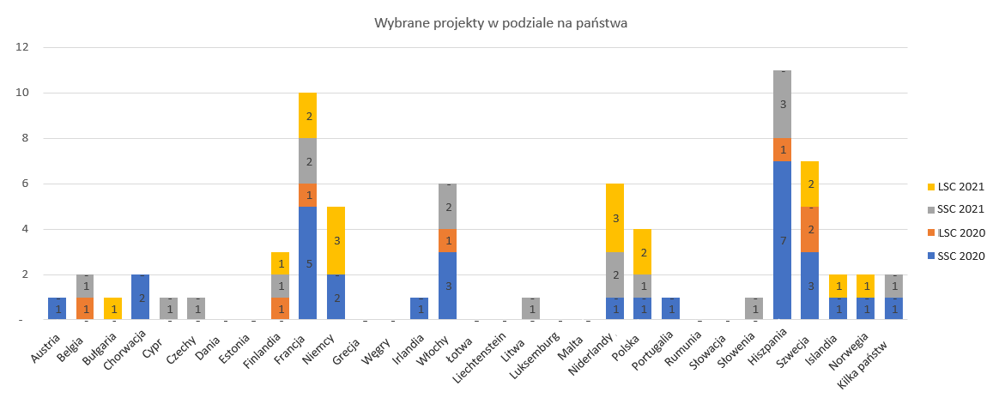 Wybrane projekty w podziale na państwa
12
10
8
6
4
2
-
1
1
1
1
2
1
1
1
1
1
5
1
2
2
2
3
1
3
1
2
1
1
2
3
1
1
2
1
1
7
1
3
3
2
2
1
1
1
1
1
1
Austria
Belgia
Bułgaria
Chorwacja
Cypr
Czechy
Dania
Estonia
Finlandia
Francja
Niemcy
Grecja
Węgry
Irlandia
Włochy
Łotwa
Liechtenstein
Litwa
Luksemburg
Malta
Niderlandy
Polska
Portugalia
Rumunia
Słowacja
Słowenia
Hiszpania
Szwecja
Islandia
Norwegia
Kilka państw
LSC 2021
SSC 2021
LSC 2020
SSC 2020